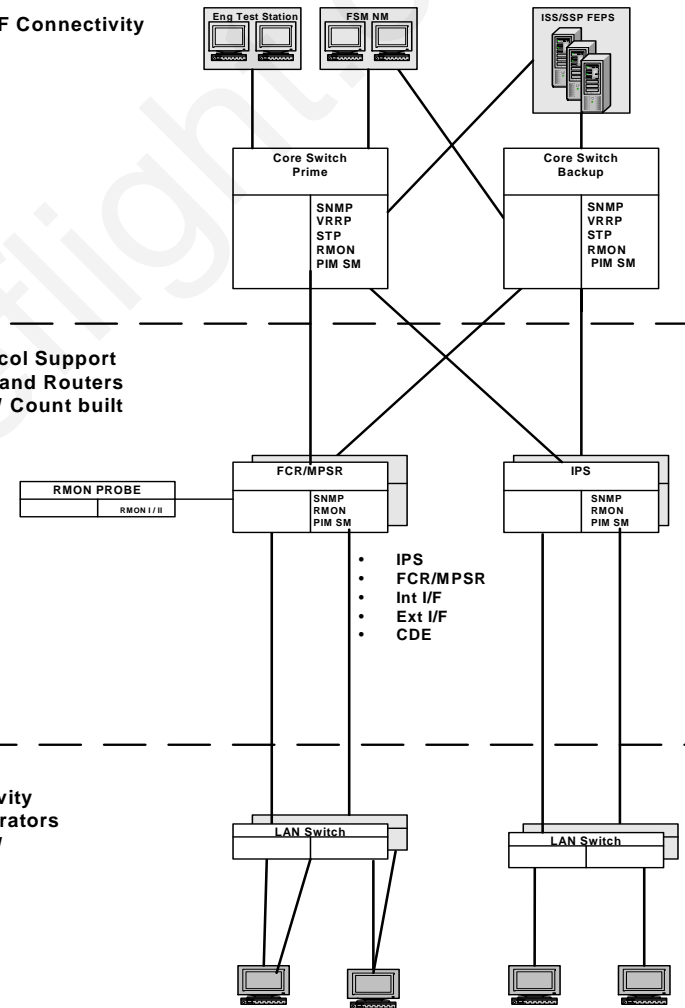 F Connectivity
Eng Test Station
FSM NM
ISS/SSP FEPS
Core Switch
Prime
SNMP
VRRP
STP
RMON
PIM SM
Core Switch
Backup
SNMP
VRRP
STP
RMON
PIM SM
col Support
and Routers
Count built
FCR/MPSR
SNMP
RMON
PIM SM
IPS
SNMP
RMON
PIM SM
RMON PROBE
RMON I / II
• IPS
• FCR/MPSR
• Int I/F
• Ext I/F
• CDE
vity
rators
LAN Switch
LAN Switch